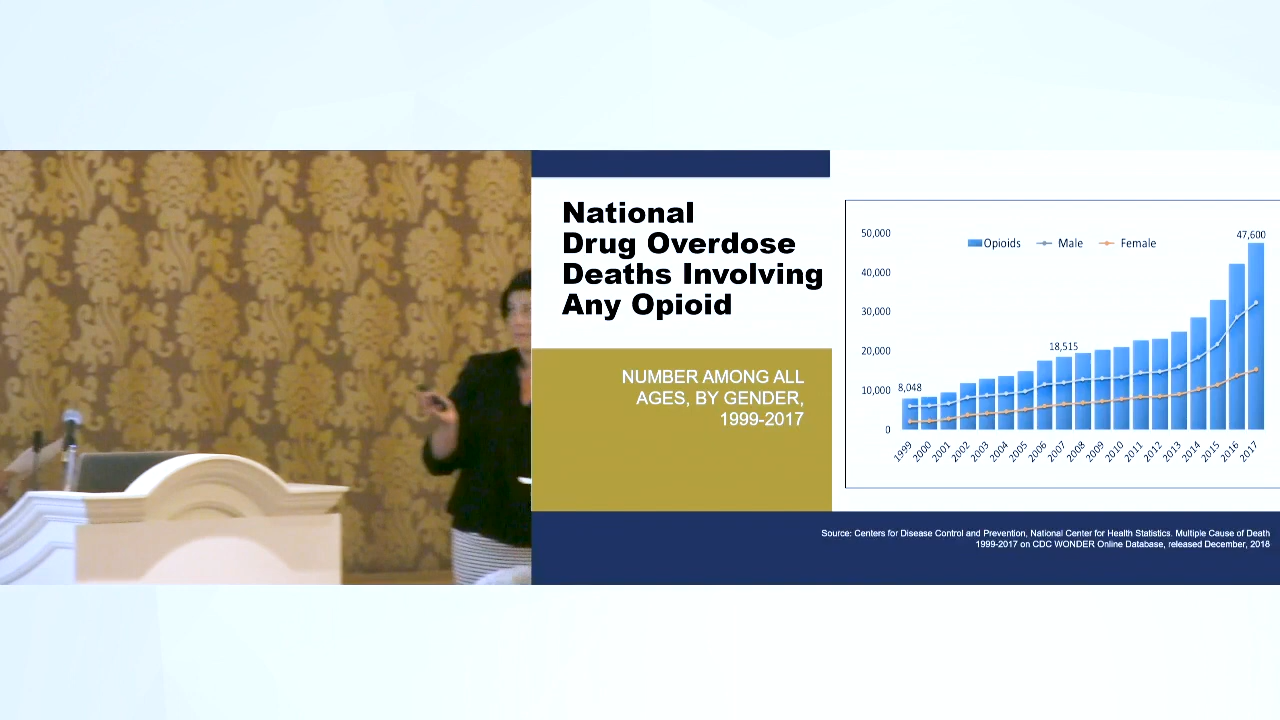 National
Drug Overdose
Deaths Involving
Any Opioid
NUMBER AMONG ALL
AGES, BY GENDER,
1999-2017
Opioids Male Female
50,000
40,000
30,000
20,000
10,000
0
8,048
18,515
47,600
1999 2000 2001 2002 2003 2004 2005 2006 2007 2008 2009 2010 2011 2012 2013 2014 2015 2016 2017
Source: Centers for Disease Control and Prevention, National Center for Health Statistics. Multiple Cause of Death
1999-2017 on CDC WONDER Online Database, released December, 2018